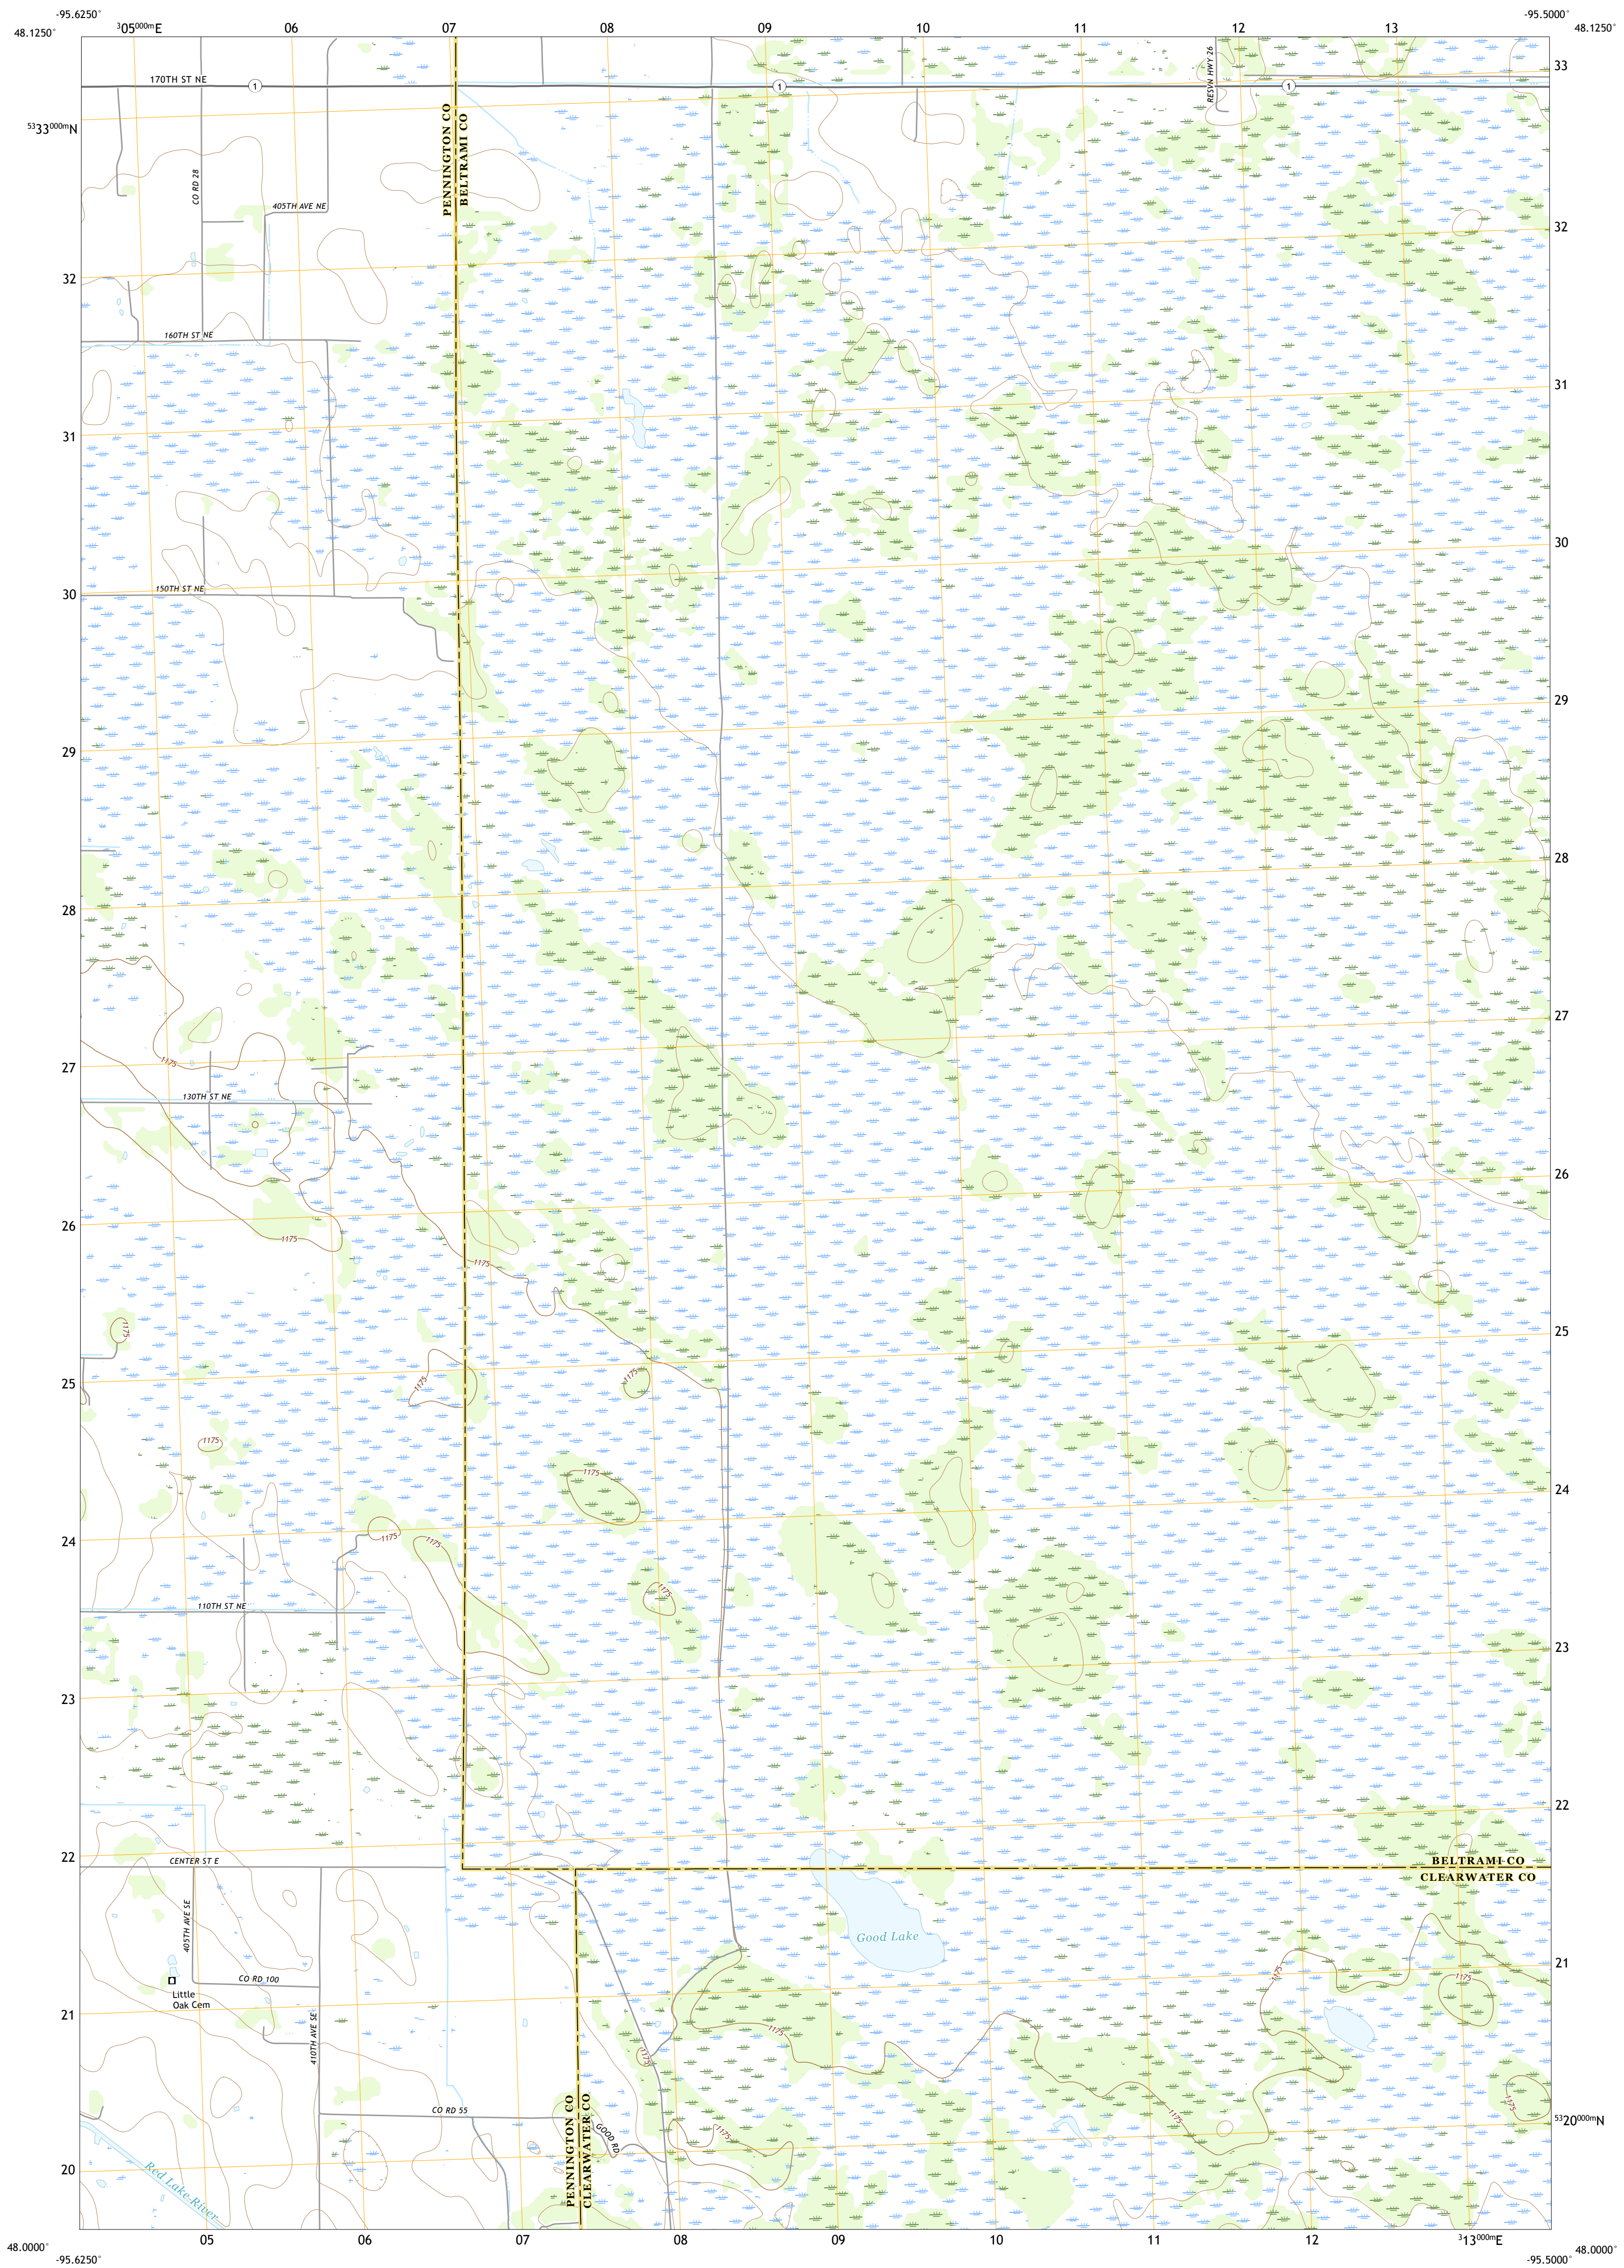 -95.6250°
-95.5000°
48.1250°
³05⁰⁰⁰ᵐE
06
07
08
09
10
11
12
13
48.1250°
170TH ST NE
1
1
1
RESVN HWY 26
33
⁵³33⁰⁰⁰ᵐN
PENNINGTON CO
BELTRAMI CO
CO RD 28
405TH AVE NE
32
32
160TH ST NE
31
31
30
150TH ST NE
30
29
29
28
28
27
1175
27
130TH ST NE
26
26
1175
1175
1175
25
25
1175
1175
1175
1175
24
24
1175
1175
1175
110TH ST NE
23
23
22
22
CENTER ST E
BELTRAMI CO
CLEARWATER CO
405TH AVE SE
Good Lake
21
1175
1175
CO RD 100
Little
Oak Cem
21
410TH AVE SE
1175
1175
CO RD 55
1175
1175
1175
GOOD RD
⁵³20⁰⁰⁰ᵐN
PENNINGTON CO
CLEARWATER CO
20
Red Lake River
48.0000°
05
06
07
08
09
10
11
12
³13⁰⁰⁰ᵐE
48.0000°
-95.6250°
-95.5000°